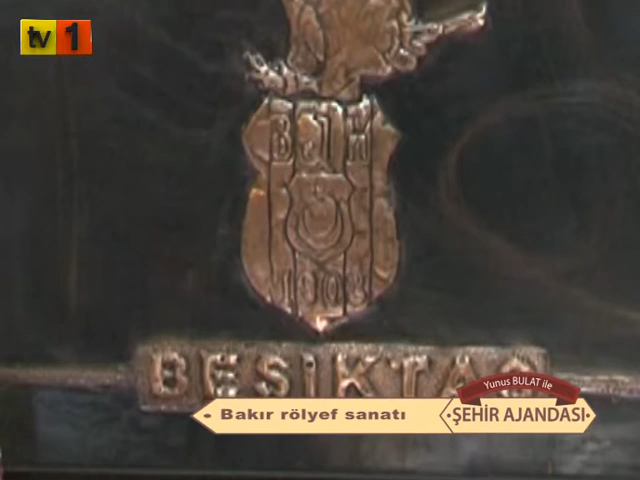 tv1
BJK
1903
BEŞİKTAŞ
Yunus BULAT ile
Bakır rölyef sanatı
ŞEHİR AJANDASI